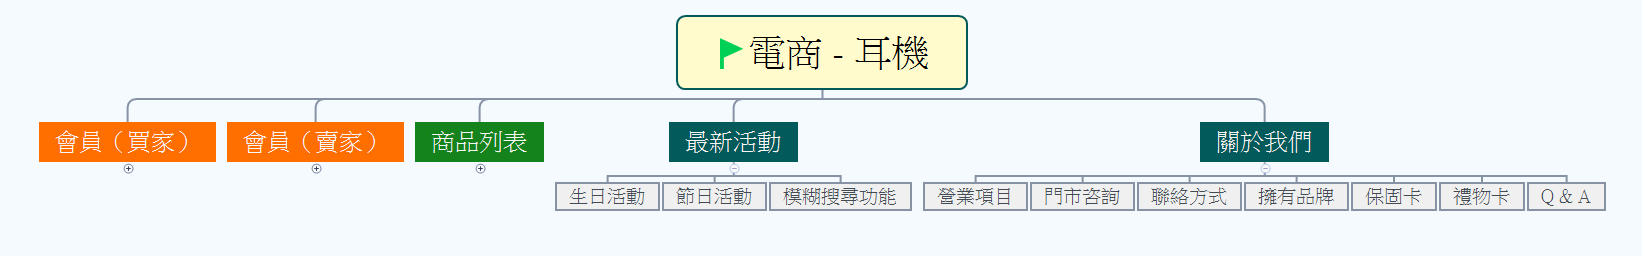 電商 - 耳機
會員（買家）
會員（賣家）
商品列表
最新活動
關於我們
生日活動
節日活動
模糊搜尋功能
營業項目
門市咨詢
聯絡方式
擁有品牌
保固卡
禮物卡
Q & A